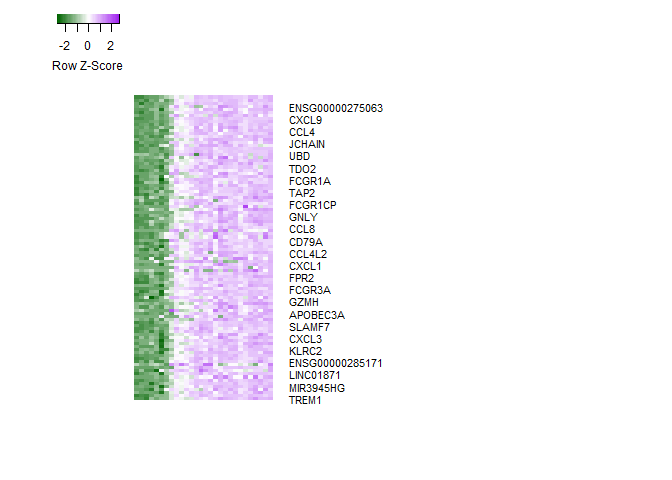 -2 0 2
Row Z-Score
ENSG00000275063
CXCL9
CCL4
JCHAIN
UBD
TDO2
FCGR1A
TAP2
FCGR1CP
GNLY
CCL8
CD79A
CCL4L2
CXCL1
FPR2
FCGR3A
GZMH
APOBEC3A
SLAMF7
CXCL3
KLRC2
ENSG00000285171
LINC01871
MIR3945HG
TREM1